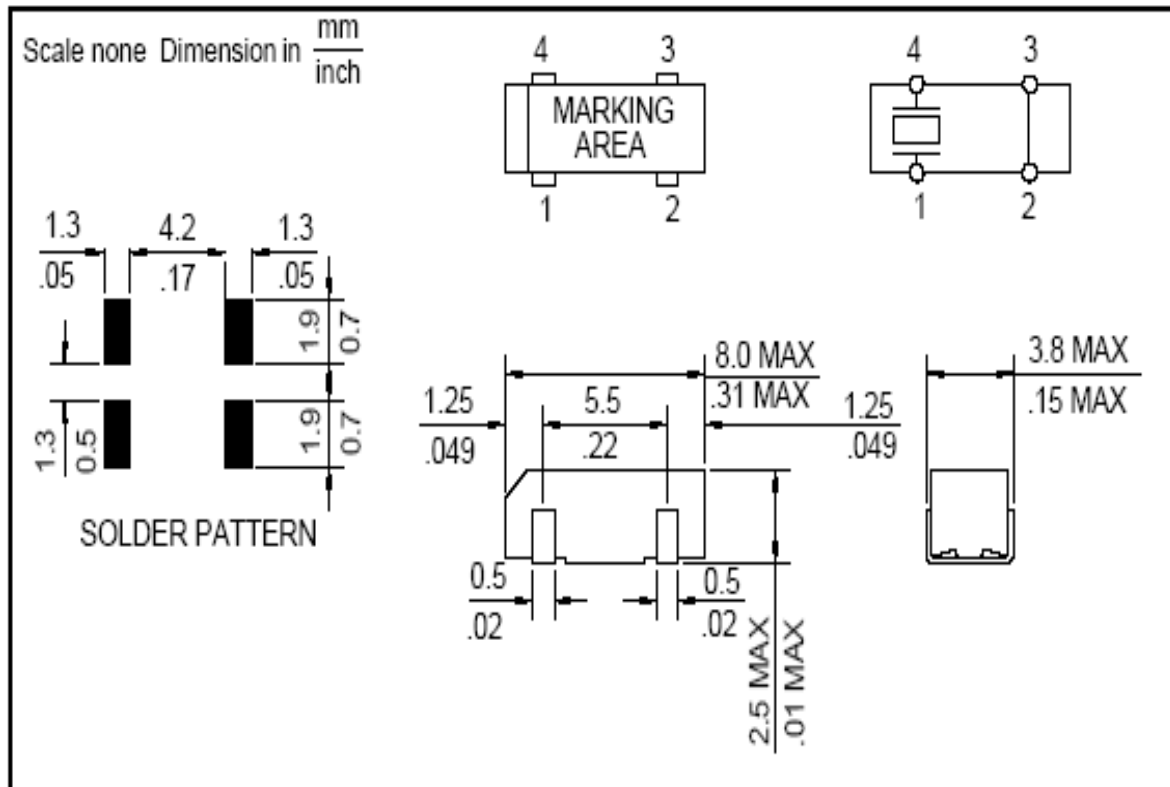 Scale none Dimension in mm
inch
4 3
MARKING
AREA
1 2
4 3
1 2
1.3 4.2 1.3
.05 .17 .05
1.9 0.7
1.9 0.7
1.3 0.5
SOLDER PATTERN
8.0 MAX
.31 MAX
1.25 5.5 1.25
.049 .22 .049
0.5 0.5
.02 .02
2.5 MAX
.01 MAX
3.8 MAX
.15 MAX